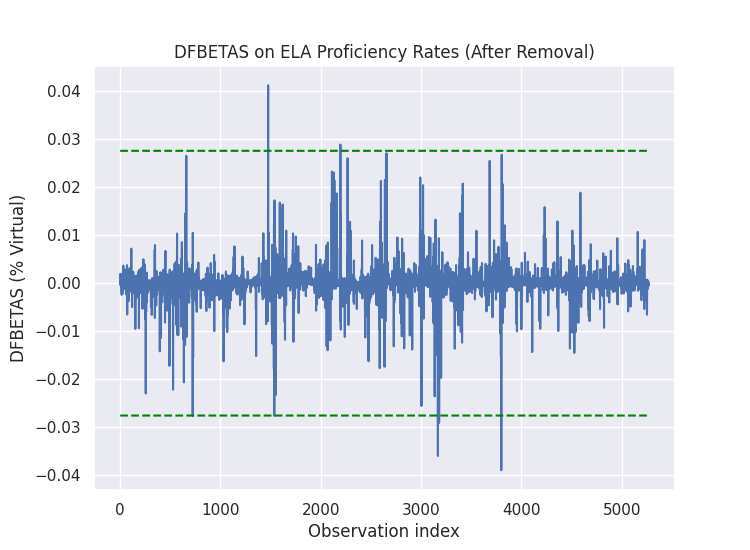 DFBETAS on ELA Proficiency Rates (After Removal)
DFBETAS (% Virtual)
0.04
0.03
0.02
0.01
0.00
−0.01
−0.02
−0.03
−0.04
0 1000 2000 3000 4000 5000
Observation index